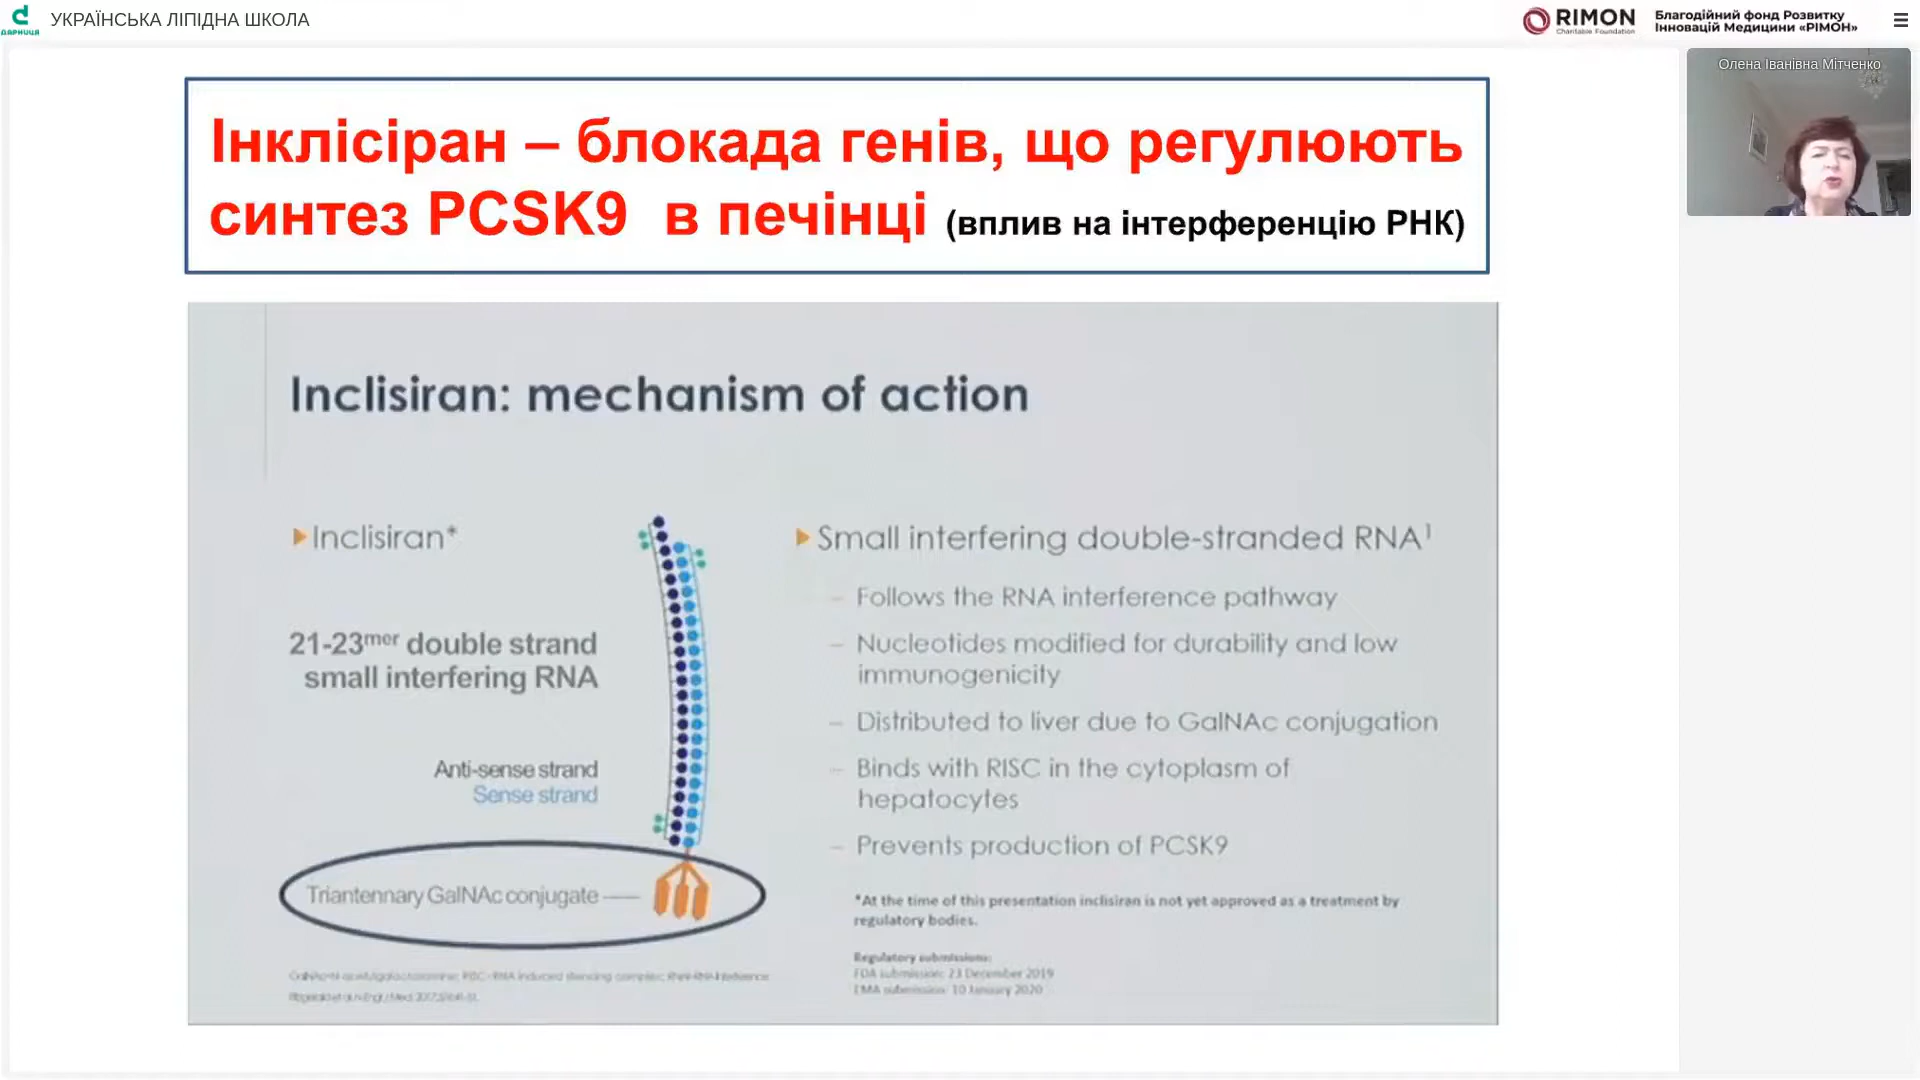 ДАРНИЦЯ
УКРАЇНСЬКА ЛІПІДНА ШКОЛА
RIMON
Charitable Foundation
Благодійний фонд Розвитку
Інновацій Медицини «РІМОН»
Олена Іванівна Мітченко
Інклісіран – блокада генів, що регулюють
синтез PCSK9 в печінці (вплив на інтерференцію РНК)
Inclisiran: mechanism of action
Inclisiran*
21-23mer double strand
small interfering RNA
Anti-sense strand
Sense strand
Triantennary GalNAc conjugate
Small interfering double-stranded RNA¹
– Follows the RNA interference pathway
– Nucleotides modified for durability and low
immunogenicity
– Distributed to liver due to GalNAc conjugation
– Binds with RISC in the cytoplasm of
hepatocytes
– Prevents production of PCSK9
*At the time of this presentation inclisiran is not yet approved as a treatment by
regulatory bodies.
Regulatory submissions:
FDA submission: 23 December 2019
EMA submission: 10 January 2020